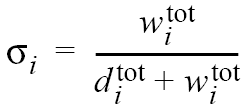 σ_i = w_i^tot / (d_i^tot + w_i^tot)